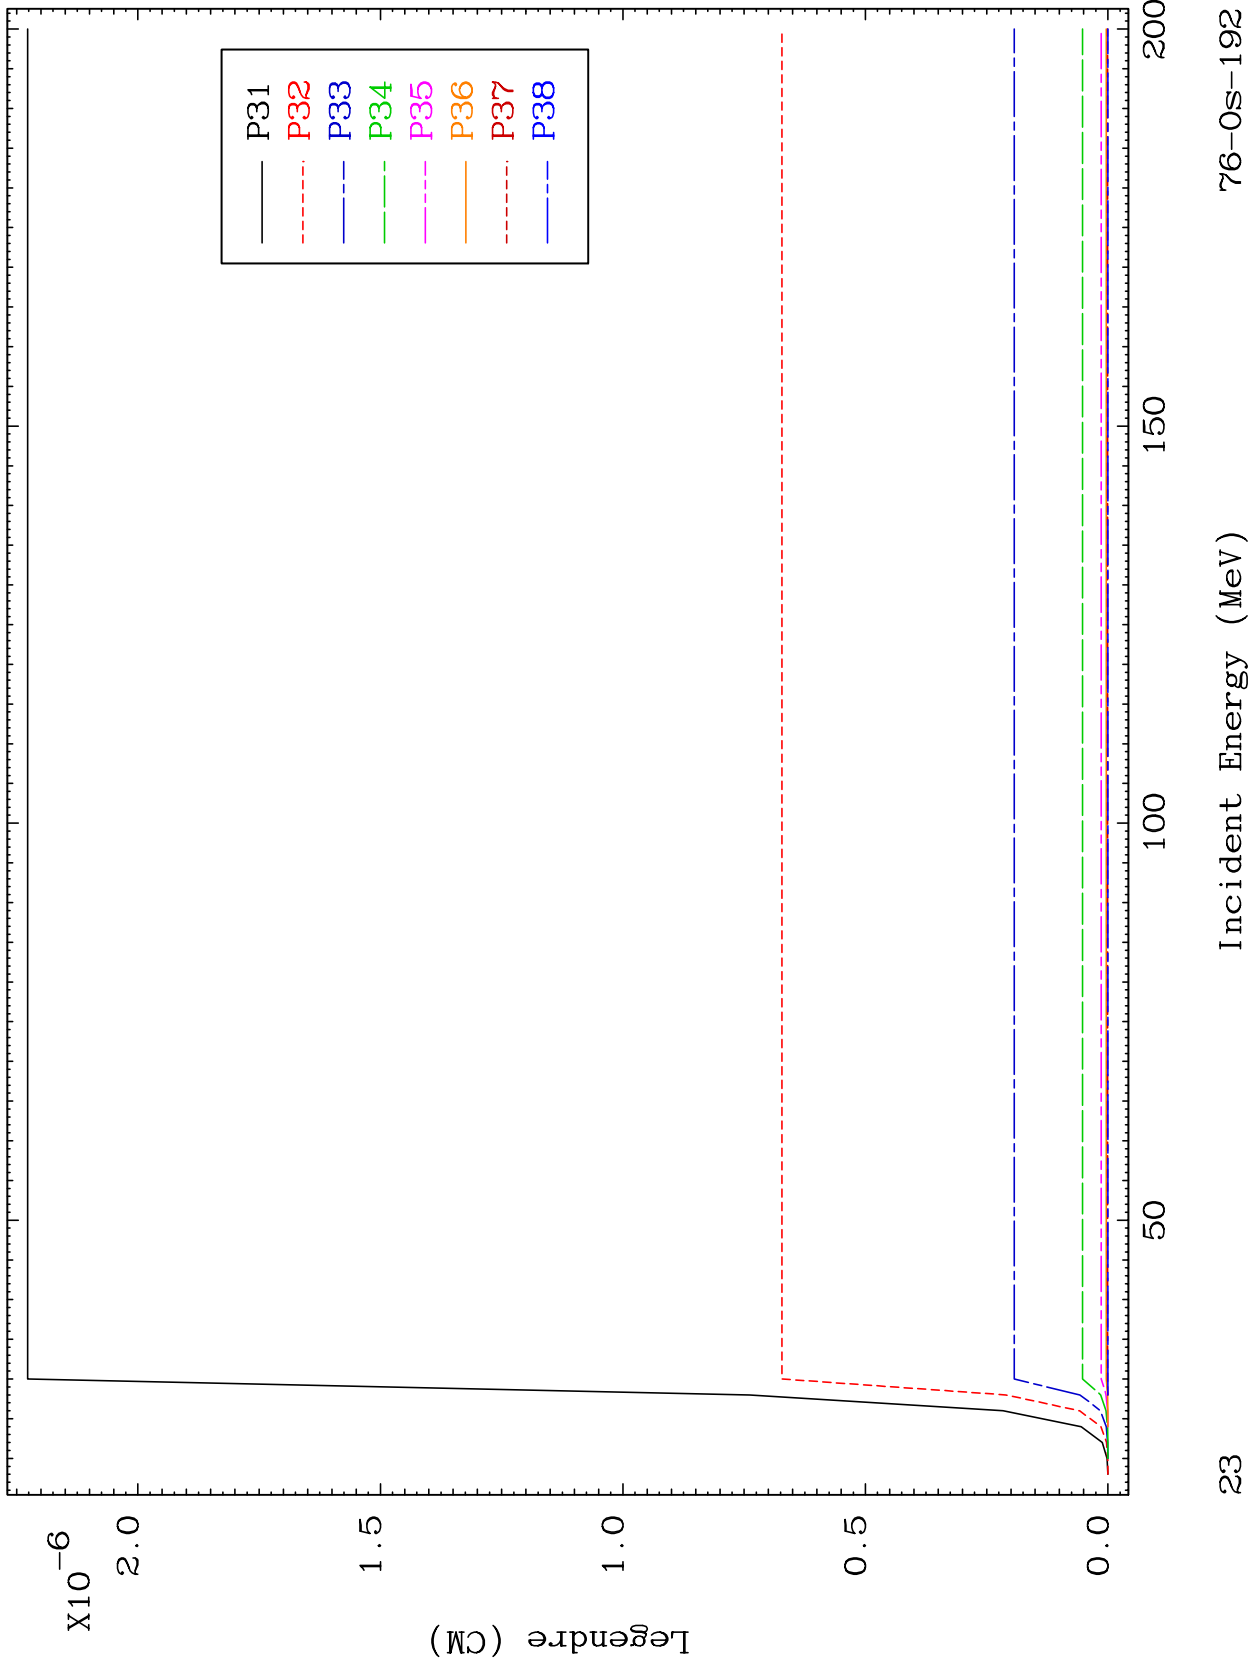 X10-6
2.0
1.5
1.0
0.5
0.0
Legendre (CM)
P31
P32
P33
P34
P35
P36
P37
P38
50
100
150
200
23
Incident Energy (MeV)
76-Os-192